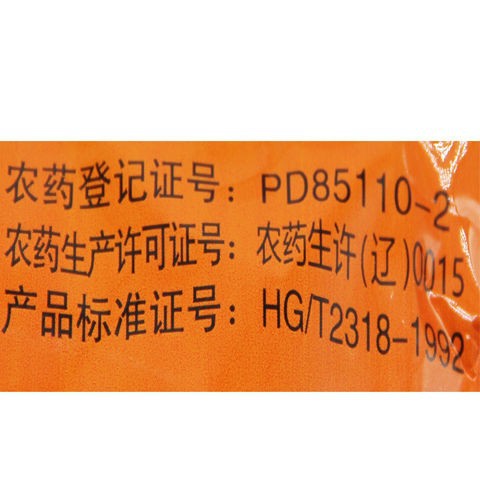 农药登记证号：PD85110-2
农药生产许可证号：农药生许(辽)0015
产品标准证号：HG/T2318-1992